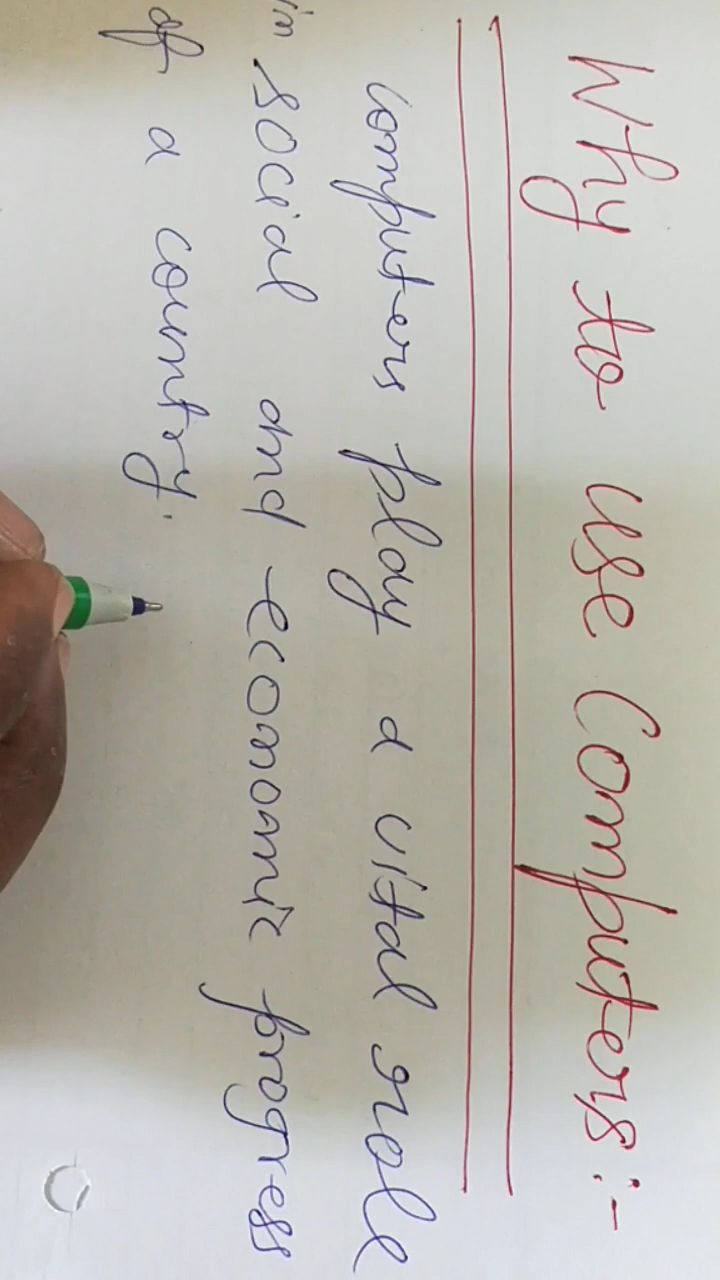 Why to use Computers:-
Computers play a vital role
in social and economic progress
of a country.